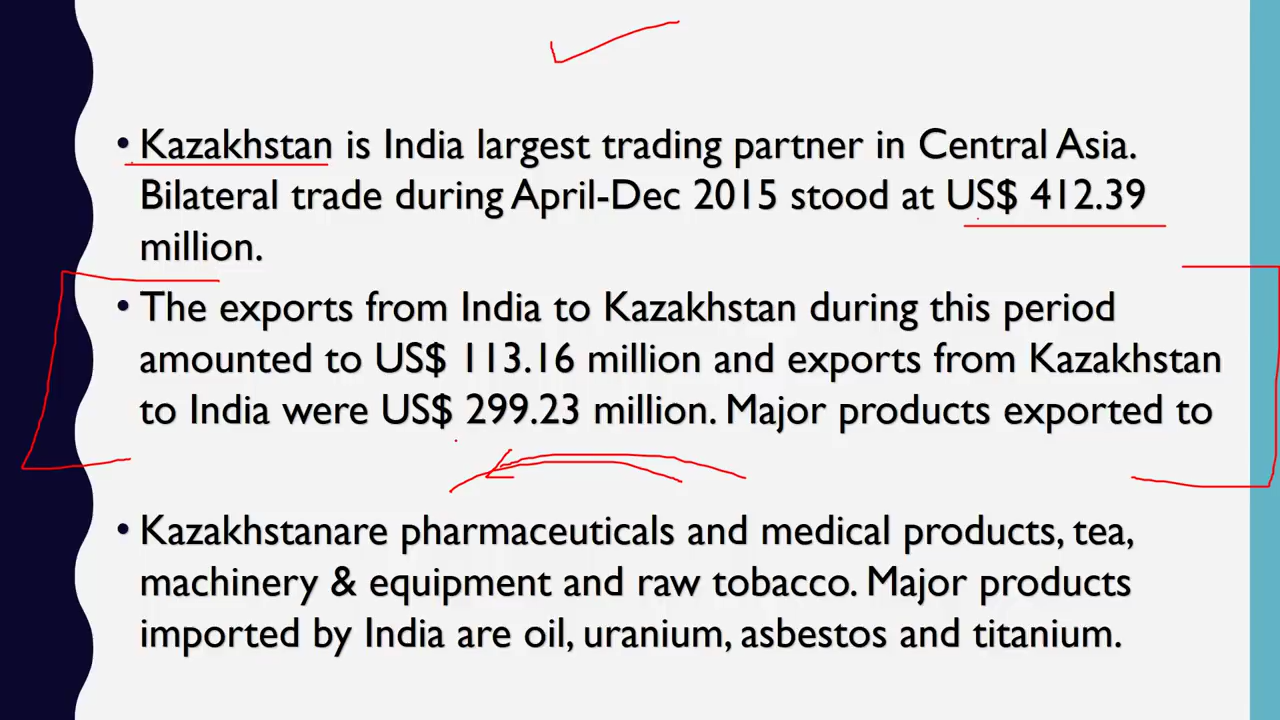 • Kazakhstan is India largest trading partner in Central Asia.
Bilateral trade during April-Dec 2015 stood at US$ 412.39
million.
• The exports from India to Kazakhstan during this period
amounted to US$ 113.16 million and exports from Kazakhstan
to India were US$ 299.23 million. Major products exported to
• Kazakhstanare pharmaceuticals and medical products, tea,
machinery & equipment and raw tobacco. Major products
imported by India are oil, uranium, asbestos and titanium.